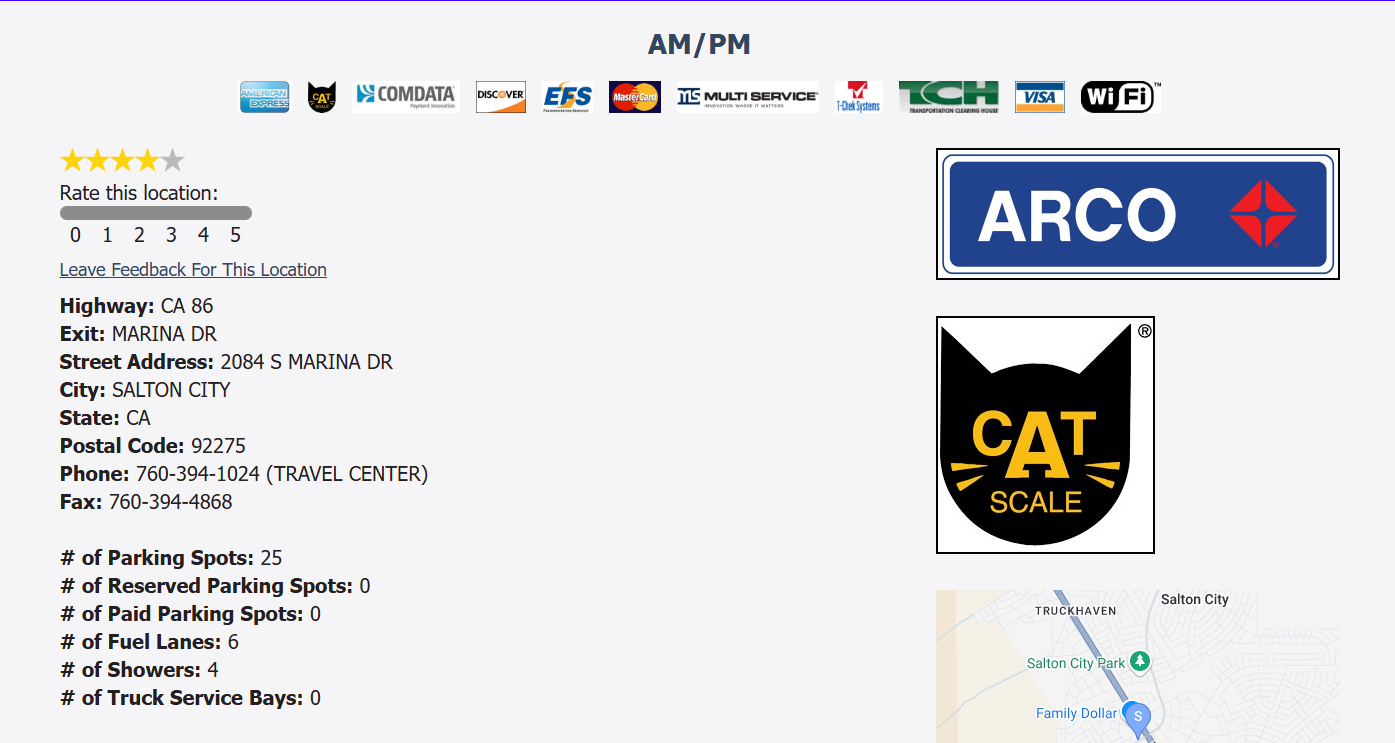 AM/PM
AMERICAN EXPRESS
CAT SCALE
COMDATA
Payment Innovation
DISCOVER
EFS
TRANSPORTATION SERVICES
MasterCard
MULTI SERVICE
INNOVATION WHERE IT MATTERS
T-Chek Systems
TCH
TRANSPORTATION CLEARING HOUSE
VISA
WiFi™
Rate this location:
0 1 2 3 4 5
Leave Feedback For This Location
Highway: CA 86
Exit: MARINA DR
Street Address: 2084 S MARINA DR
City: SALTON CITY
State: CA
Postal Code: 92275
Phone: 760-394-1024 (TRAVEL CENTER)
Fax: 760-394-4868
# of Parking Spots: 25
# of Reserved Parking Spots: 0
# of Paid Parking Spots: 0
# of Fuel Lanes: 6
# of Showers: 4
# of Truck Service Bays: 0
ARCO®
®
CAT
SCALE
Salton City
TRUCKHAVEN
Salton City Park
Family Dollar
S